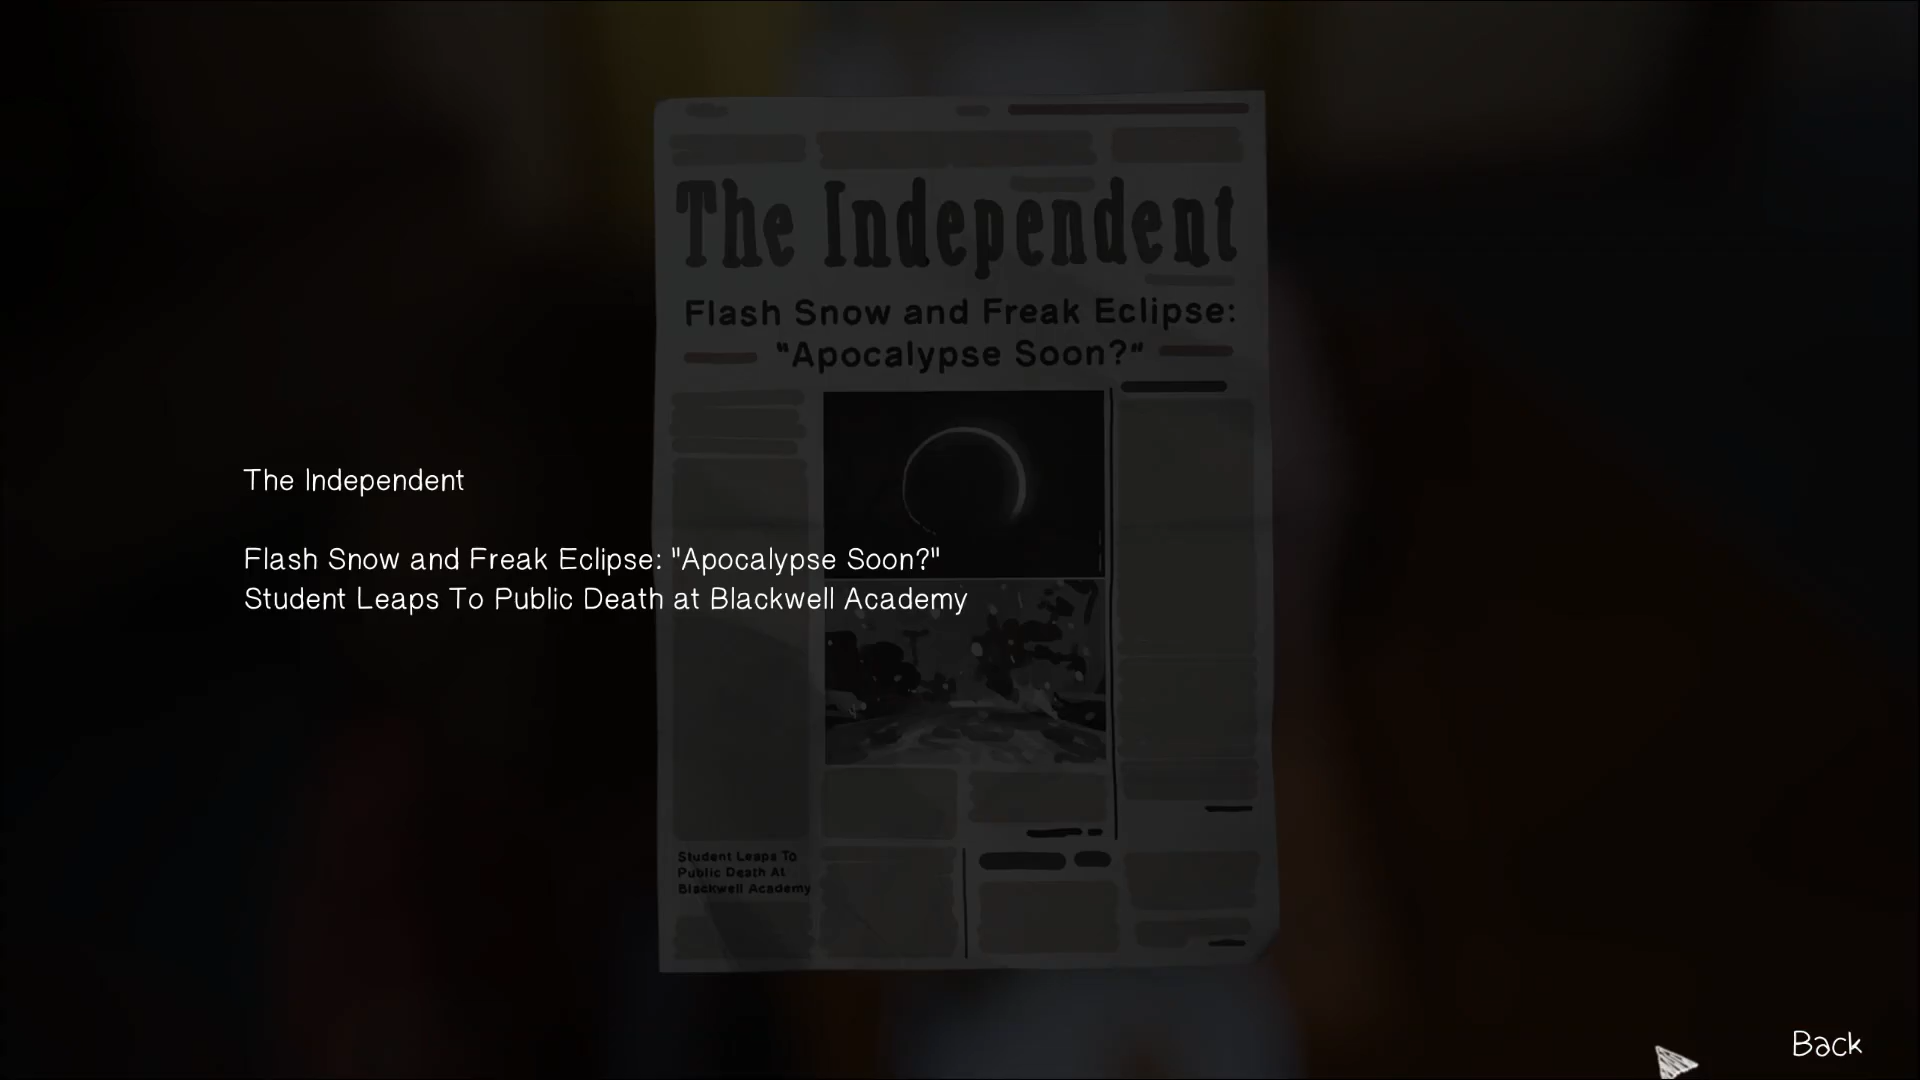 The Independent
Flash Snow and Freak Eclipse:
"Apocalypse Soon?"
The Independent
Flash Snow and Freak Eclipse: "Apocalypse Soon?"
Student Leaps To Public Death at Blackwell Academy
Student Leaps To
Public Death At
Blackwell Academy
Back